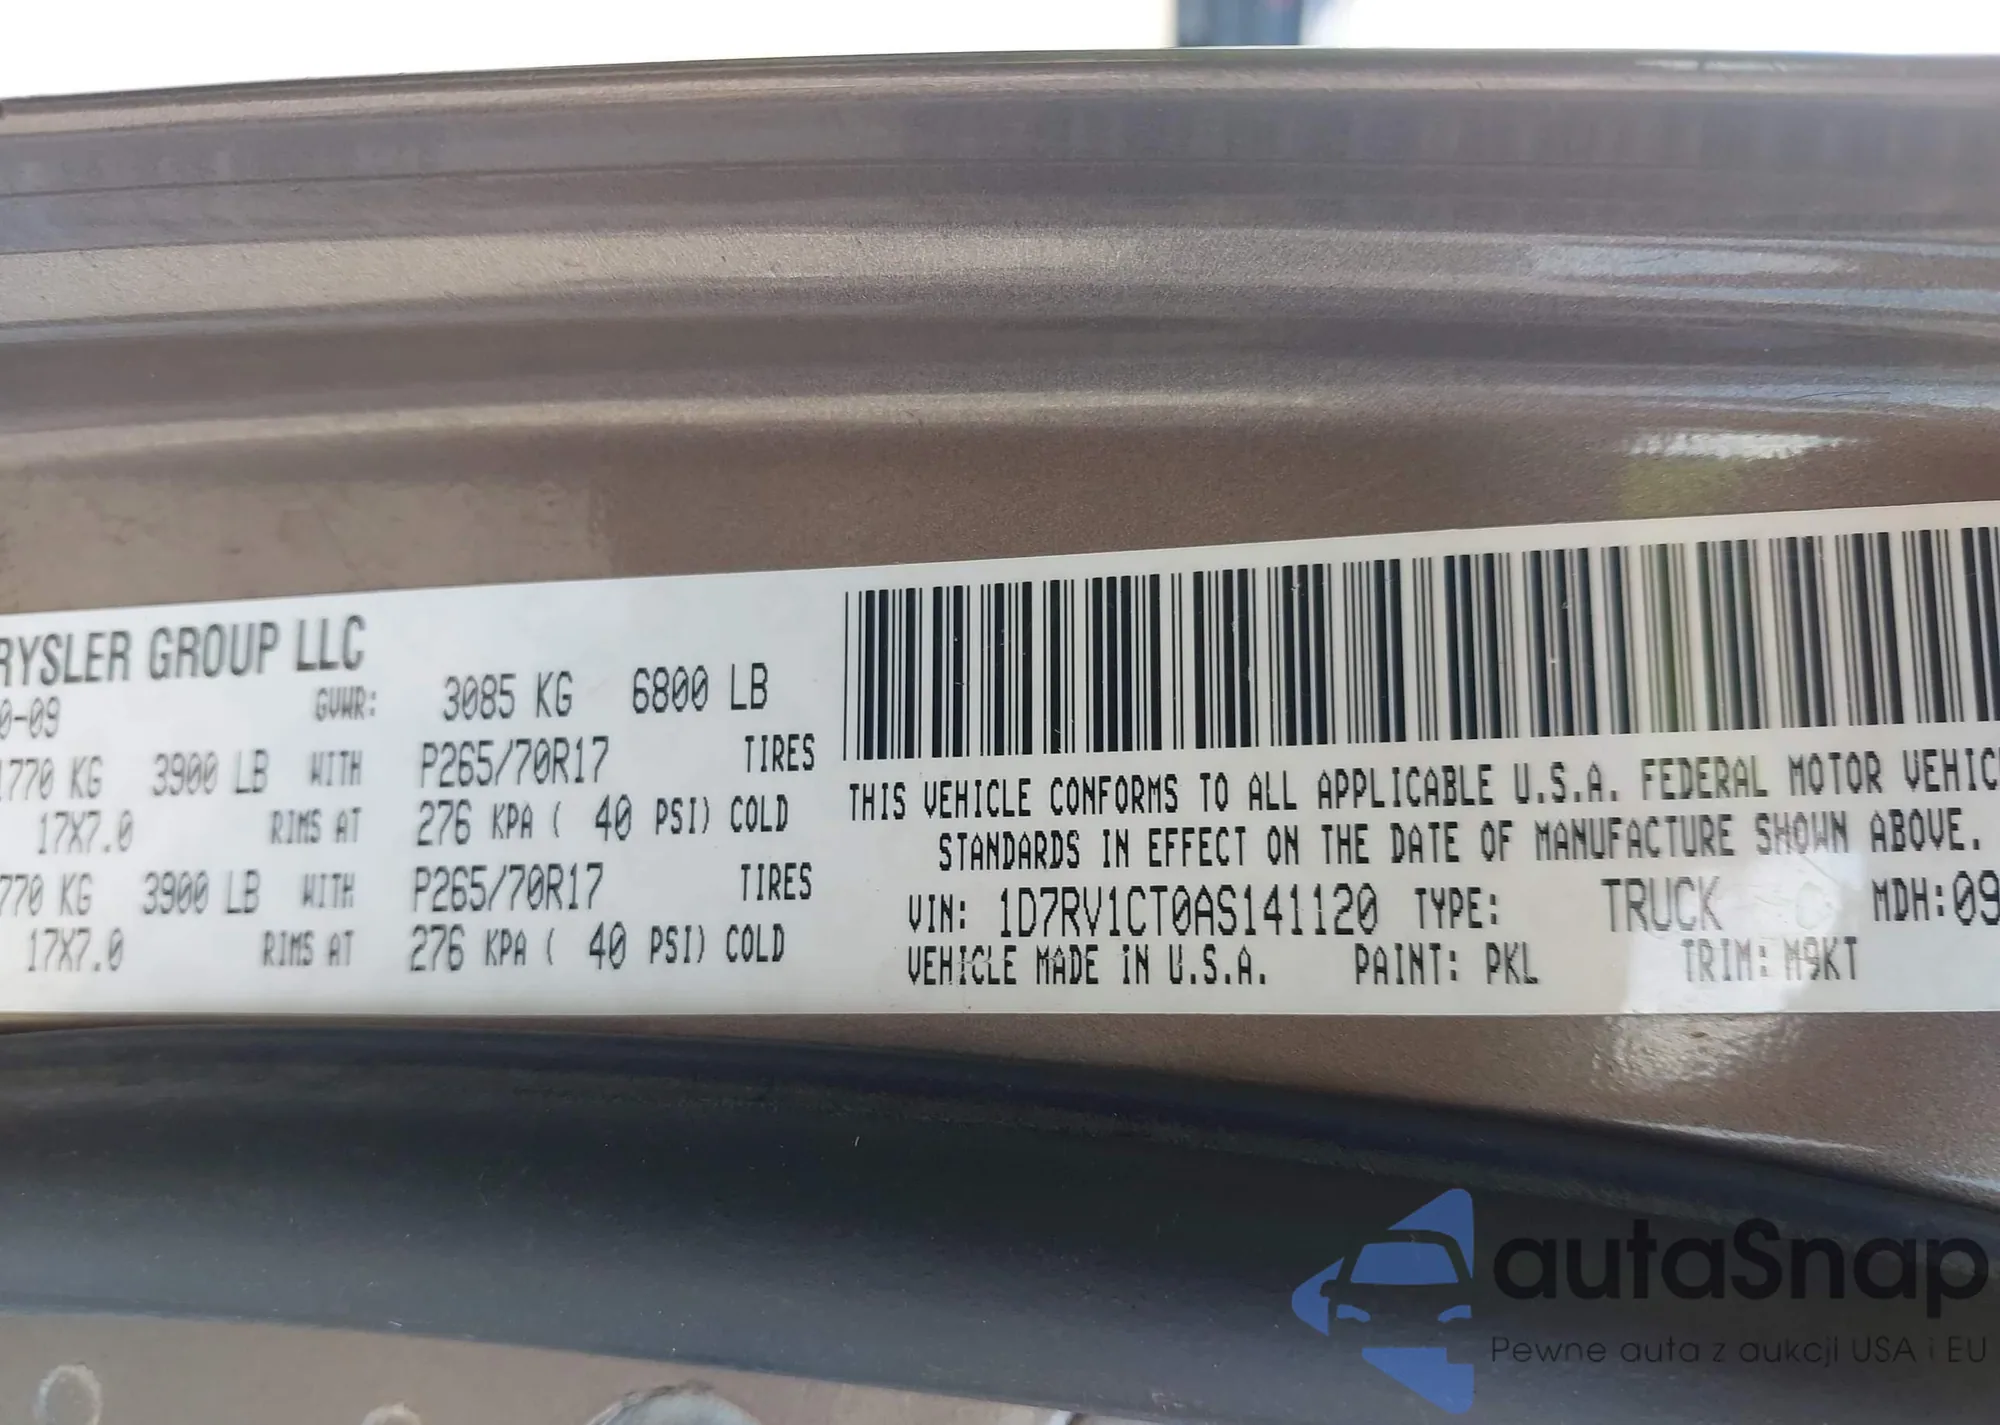 RYSLER GROUP LLC
0-09 GVWR: 3085 KG 6800 LB
1770 KG 3900 LB WITH P265/70R17 TIRES
17X7.0 RIMS AT 276 KPA ( 40 PSI) COLD
770 KG 3900 LB WITH P265/70R17 TIRES
17X7.0 RIMS AT 276 KPA ( 40 PSI) COLD
THIS VEHICLE CONFORMS TO ALL APPLICABLE U.S.A. FEDERAL MOTOR VEHIC
STANDARDS IN EFFECT ON THE DATE OF MANUFACTURE SHOWN ABOVE.
VIN: 1D7RV1CT0AS141120 TYPE: TRUCK MDH:09
VEHICLE MADE IN U.S.A. PAINT: PKL TRIM: M9KT
autaSnap
Pewne auta z aukcji USA i EU